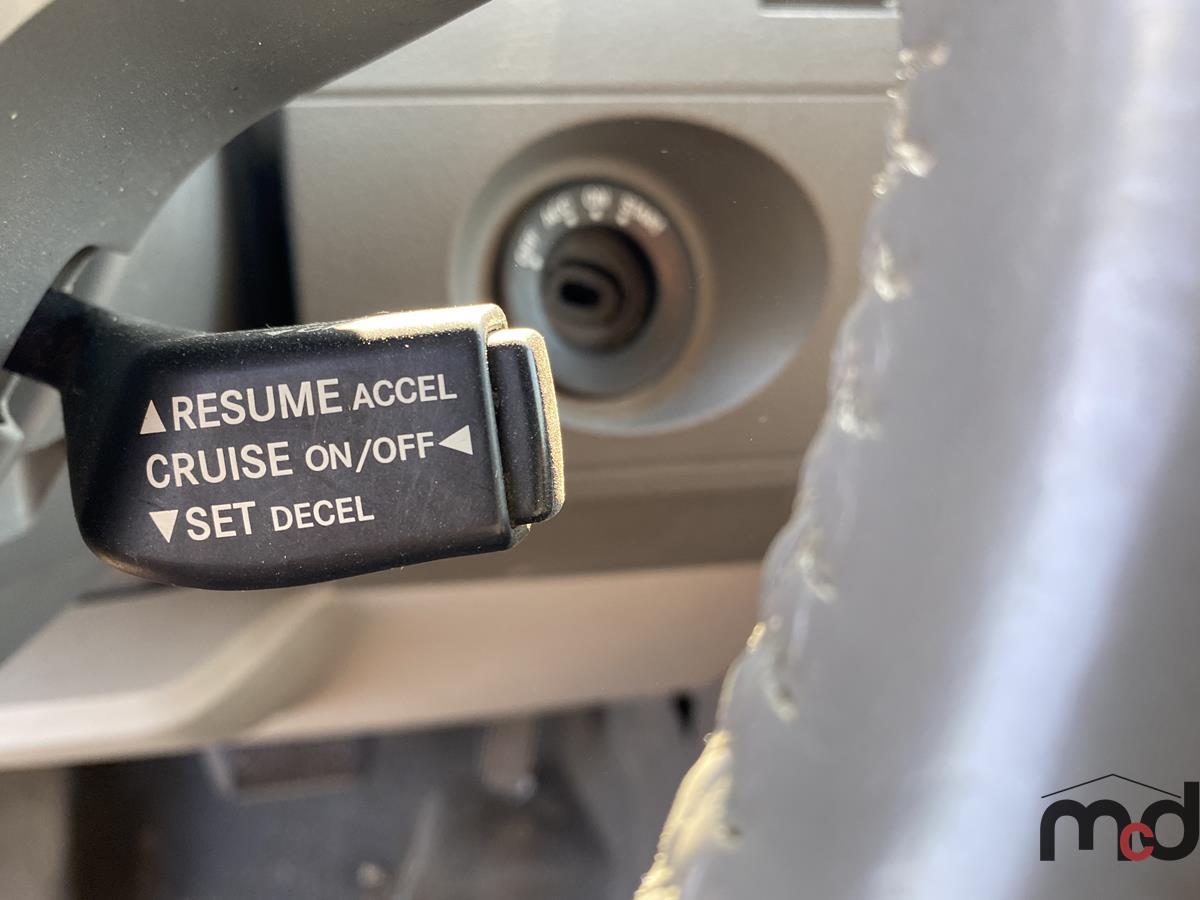 ▲RESUME ACCEL
CRUISE ON/OFF◀
▼SET DECEL
mcd